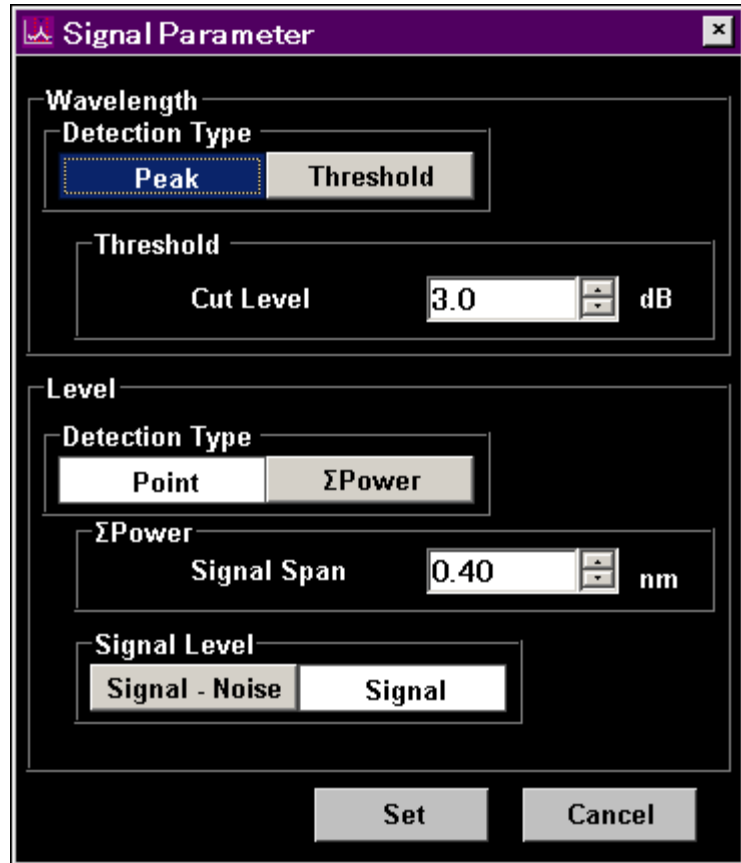 Signal Parameter
Wavelength
Detection Type
Peak Threshold
Threshold
Cut Level 3.0 dB
Level
Detection Type
Point ΣPower
ΣPower
Signal Span 0.40 nm
Signal Level
Signal - Noise Signal
Set Cancel